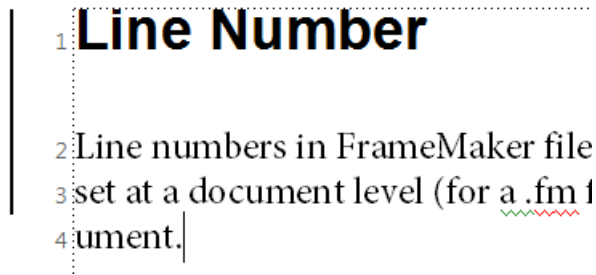 1 Line Number
2 Line numbers in FrameMaker file
3 set at a document level (for a .fm f
4 ument.